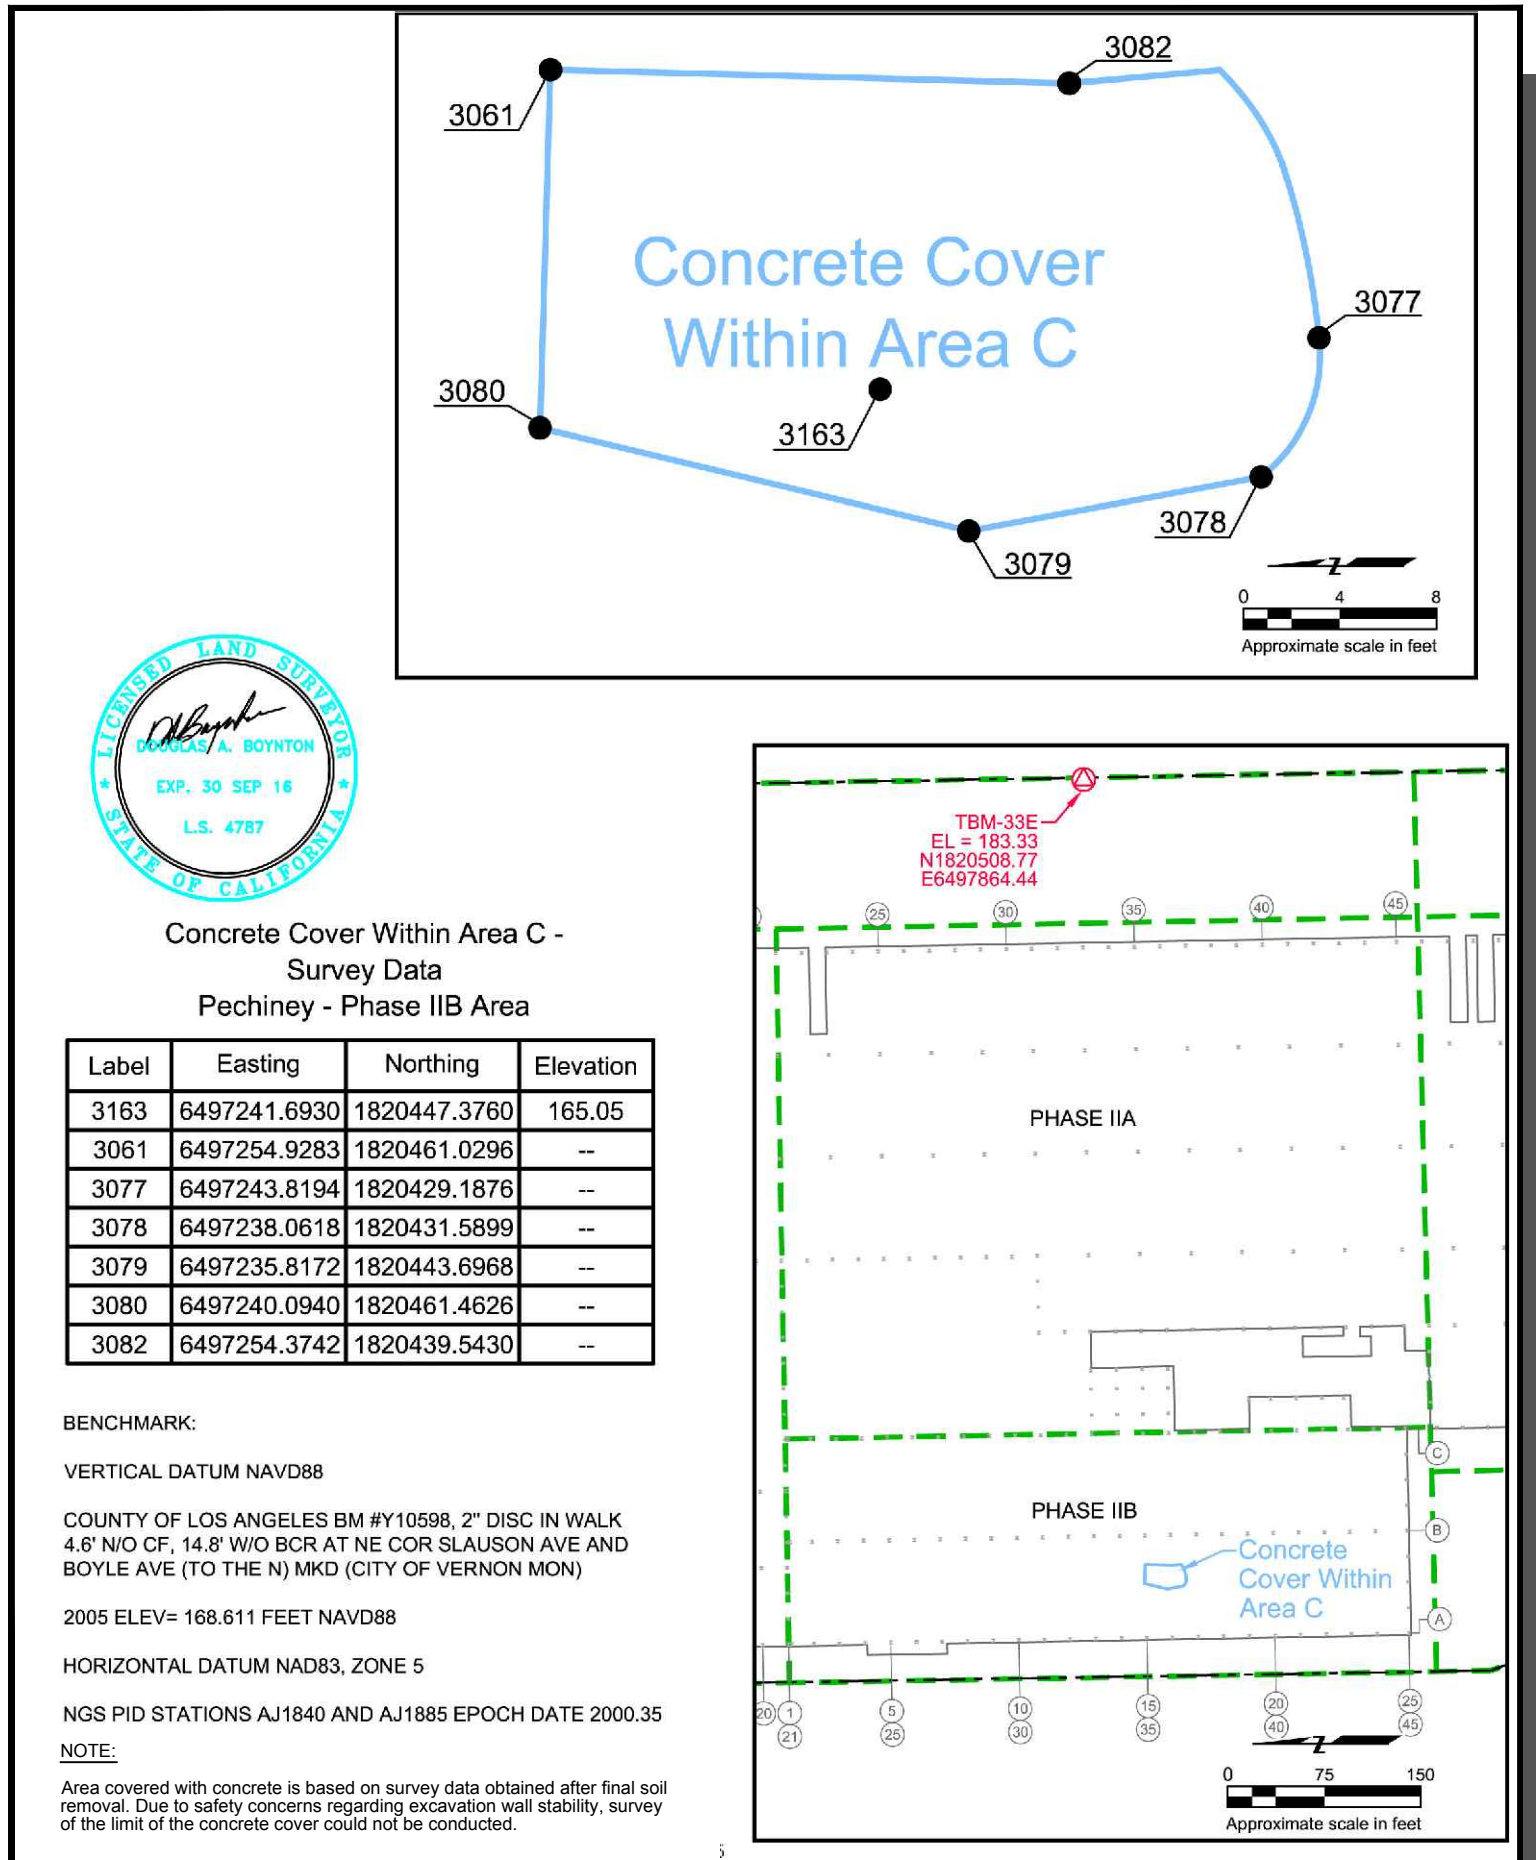 3082
3061
Concrete Cover
Within Area C
3077
3080
3163
3078
3079
Z
0 4 8
Approximate scale in feet
LICENSED LAND SURVEYOR
DOUGLAS A. BOYNTON
EXP. 30 SEP 16
L.S. 4787
STATE OF CALIFORNIA
Concrete Cover Within Area C -
Survey Data
Pechiney - Phase IIB Area
Label Easting Northing Elevation
3163 6497241.6930 1820447.3760 165.05
3061 6497254.9283 1820461.0296 --
3077 6497243.8194 1820429.1876 --
3078 6497238.0618 1820431.5899 --
3079 6497235.8172 1820443.6968 --
3080 6497240.0940 1820461.4626 --
3082 6497254.3742 1820439.5430 --
BENCHMARK:
VERTICAL DATUM NAVD88
COUNTY OF LOS ANGELES BM #Y10598, 2" DISC IN WALK
4.6' N/O CF, 14.8' W/O BCR AT NE COR SLAUSON AVE AND
BOYLE AVE (TO THE N) MKD (CITY OF VERNON MON)
2005 ELEV= 168.611 FEET NAVD88
HORIZONTAL DATUM NAD83, ZONE 5
NGS PID STATIONS AJ1840 AND AJ1885 EPOCH DATE 2000.35
NOTE:
Area covered with concrete is based on survey data obtained after final soil
removal. Due to safety concerns regarding excavation wall stability, survey
of the limit of the concrete cover could not be conducted.
TBM-33E
EL = 183.33
N1820508.77
E6497864.44
25 30 35 40 45
PHASE IIA
C
PHASE IIB
B
Concrete
Cover Within
Area C
A
20 1 5 10 15 20 25
21 25 30 35 40 45
Z
0 75 150
Approximate scale in feet